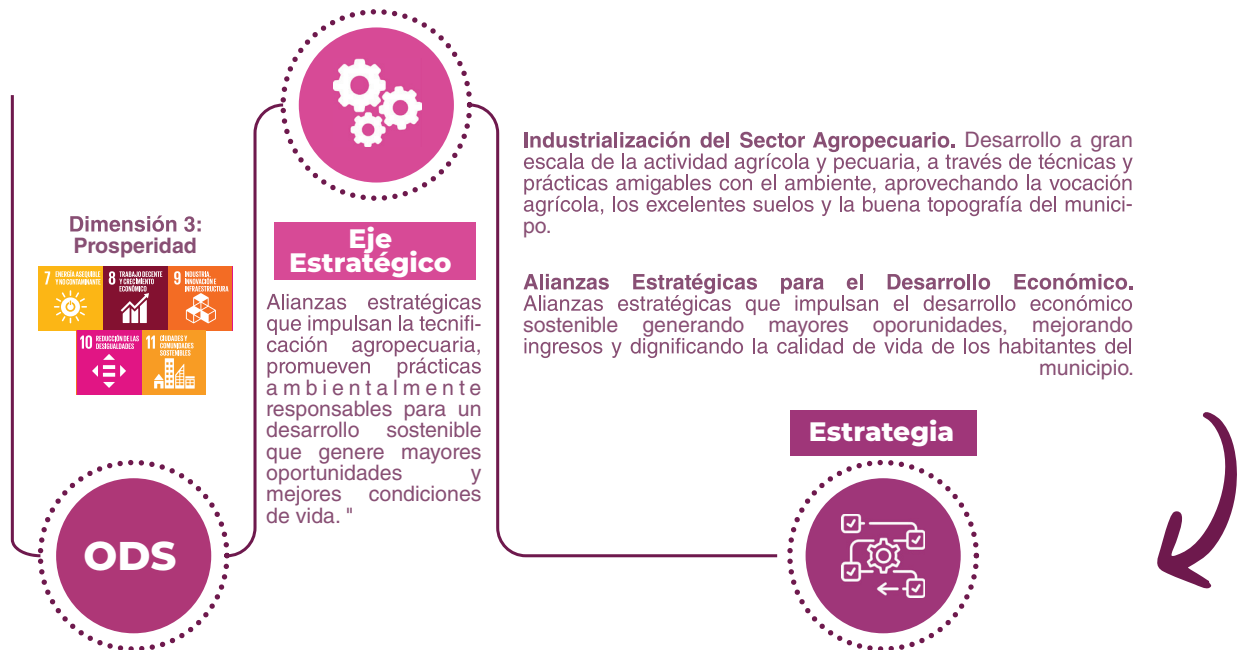 Dimensión 3:
Prosperidad
7 ENERGÍA ASEQUIBLE
Y NO CONTAMINANTE
8 TRABAJO DECENTE
Y CRECIMIENTO
ECONÓMICO
9 INDUSTRIA,
INNOVACIÓN E
INFRAESTRUCTURA
10 REDUCCIÓN DE LAS
DESIGUALDADES
11 CIUDADES Y
COMUNIDADES
SOSTENIBLES
ODS
Eje
Estratégico
Alianzas estratégicas
que impulsan la tecnifi-
cación agropecuaria,
promueven prácticas
ambientalmente
responsables para un
desarrollo sostenible
que genere mayores
oportunidades y
mejores condiciones
de vida. "
Industrialización del Sector Agropecuario. Desarrollo a gran
escala de la actividad agrícola y pecuaria, a través de técnicas y
prácticas amigables con el ambiente, aprovechando la vocación
agrícola, los excelentes suelos y la buena topografía del munici-
po.
Alianzas Estratégicas para el Desarrollo Económico.
Alianzas estratégicas que impulsan el desarrollo económico
sostenible generando mayores oporunidades, mejorando
ingresos y dignificando la calidad de vida de los habitantes del
municipio.
Estrategia